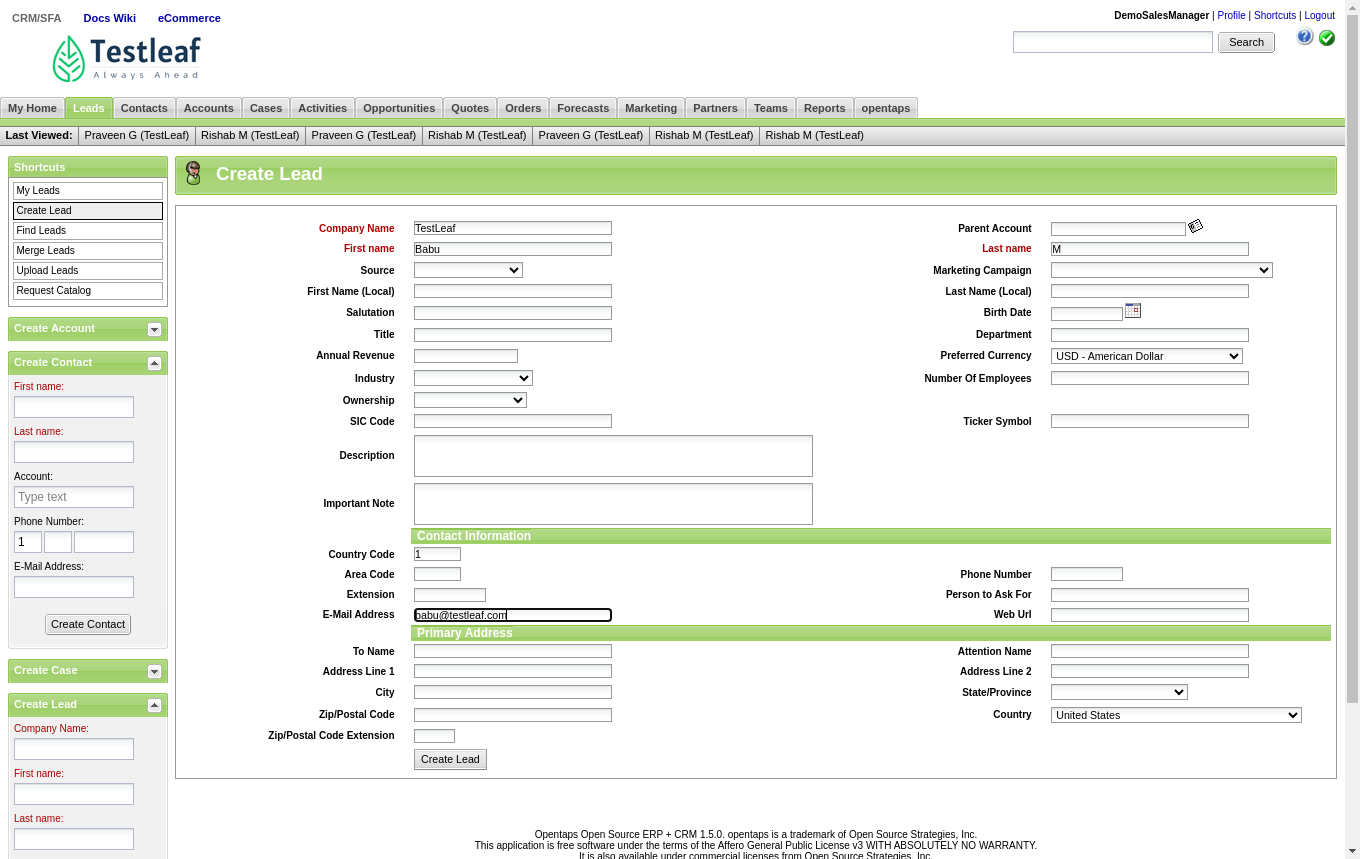 CRM/SFA Docs Wiki eCommerce
DemoSalesManager | Profile | Shortcuts | Logout
Search
Testleaf
Always Ahead
My Home Leads Contacts Accounts Cases Activities Opportunities Quotes Orders Forecasts Marketing Partners Teams Reports opentaps
Last Viewed: Praveen G (TestLeaf) Rishab M (TestLeaf) Praveen G (TestLeaf) Rishab M (TestLeaf) Praveen G (TestLeaf) Rishab M (TestLeaf) Rishab M (TestLeaf)
Shortcuts
My Leads
Create Lead
Find Leads
Merge Leads
Upload Leads
Request Catalog
Create Account
Create Contact
First name:
Last name:
Account:
Type text
Phone Number:
1
E-Mail Address:
Create Contact
Create Case
Create Lead
Company Name:
First name:
Last name:
Create Lead
Company Name TestLeaf Parent Account
First name Babu Last name M
Source Marketing Campaign
First Name (Local) Last Name (Local)
Salutation Birth Date
Title Department
Annual Revenue Preferred Currency USD - American Dollar
Industry Number Of Employees
Ownership
SIC Code Ticker Symbol
Description
Important Note
Contact Information
Country Code 1
Area Code Phone Number
Extension Person to Ask For
E-Mail Address babu@testleaf.com Web Url
Primary Address
To Name Attention Name
Address Line 1 Address Line 2
City State/Province
Zip/Postal Code Country United States
Zip/Postal Code Extension
Create Lead
Opentaps Open Source ERP + CRM 1.5.0. opentaps is a trademark of Open Source Strategies, Inc.
This application is free software under the terms of the Affero General Public License v3 WITH ABSOLUTELY NO WARRANTY.
It is also available under commercial licenses from Open Source Strategies, Inc.